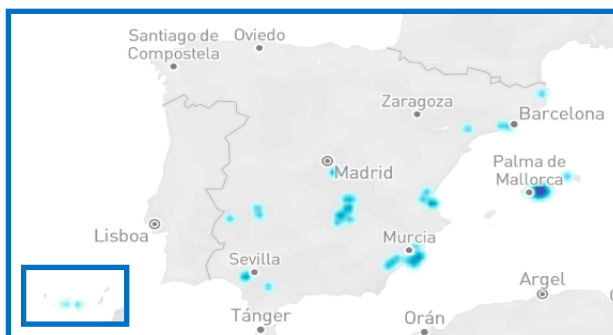 Santiago de
Compostela
Oviedo
Zaragoza
Barcelona
Madrid
Palma de
Mallorca
Lisboa
Murcia
Sevilla
Argel
Tánger
Orán